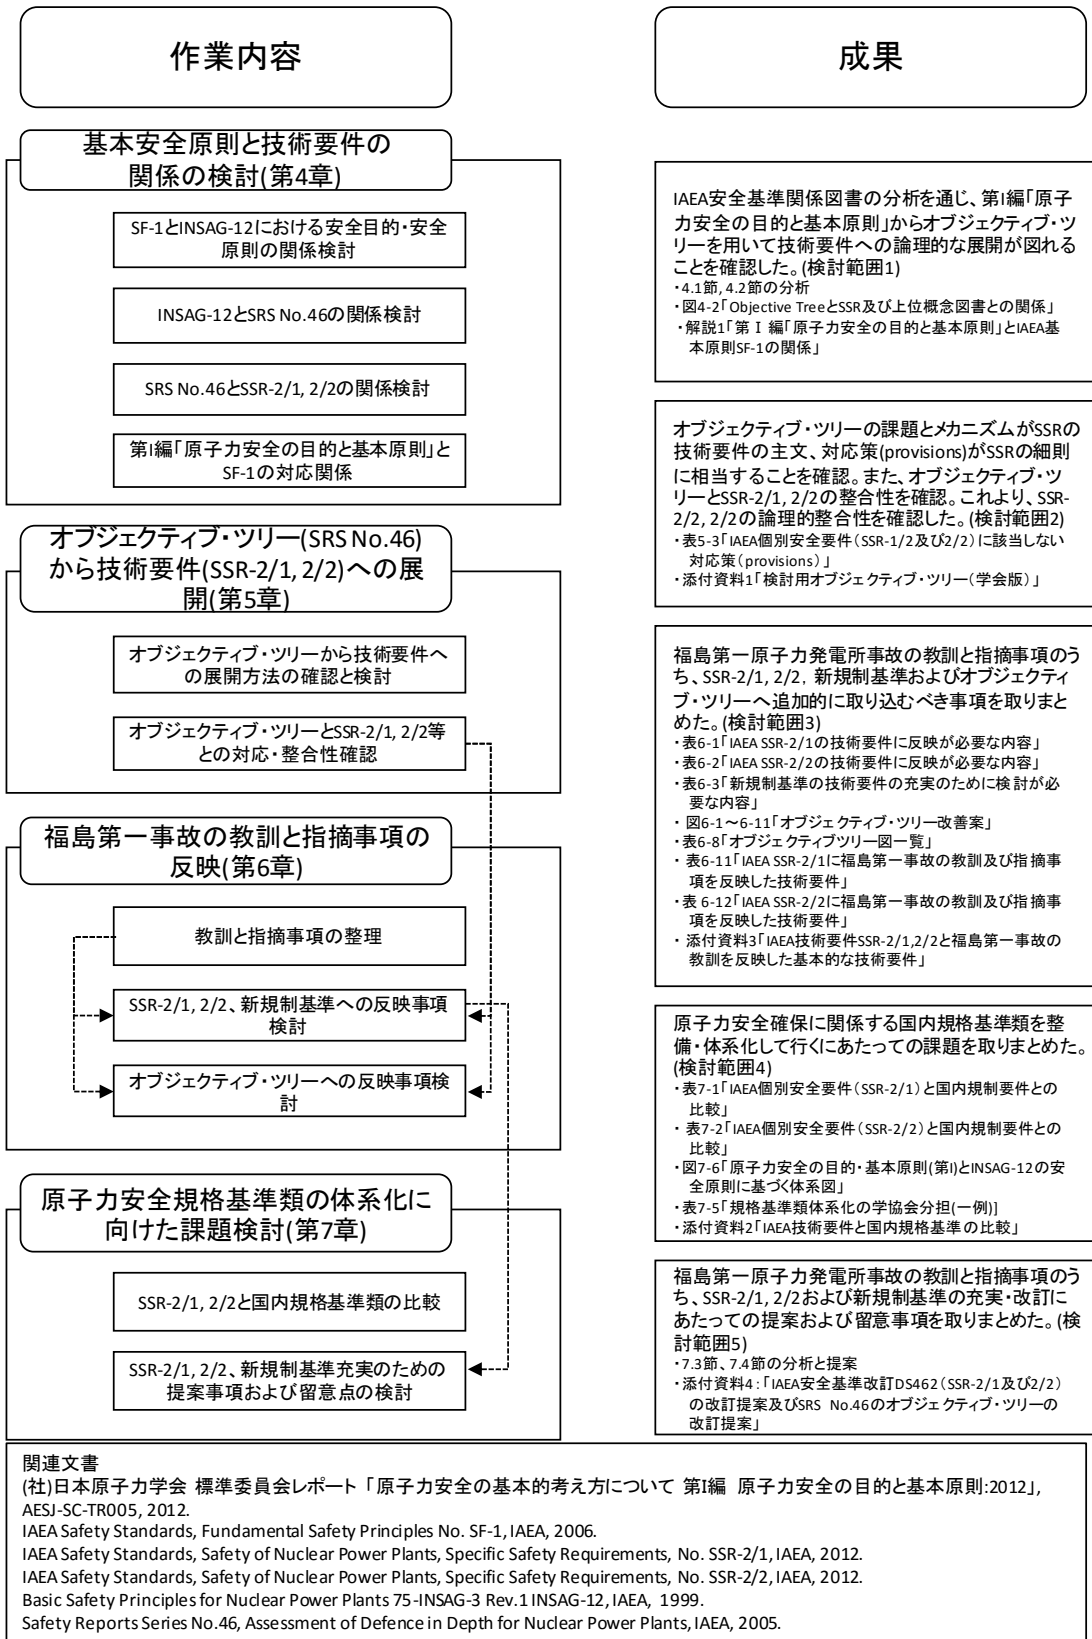 作業内容
基本安全原則と技術要件の
関係の検討(第4章)
SF-1とINSAG-12における安全目的・安全
原則の関係検討
INSAG-12とSRS No.46の関係検討
SRS No.46とSSR-2/1, 2/2の関係検討
第I編「原子力安全の目的と基本原則」と
SF-1の対応関係
オブジェクティブ・ツリー(SRS No.46)
から技術要件(SSR-2/1, 2/2)への展
開(第5章)
オブジェクティブ・ツリーから技術要件へ
の展開方法の確認と検討
オブジェクティブ・ツリーとSSR-2/1, 2/2等
との対応・整合性確認
福島第一事故の教訓と指摘事項の
反映(第6章)
教訓と指摘事項の整理
SSR-2/1, 2/2、新規制基準への反映事項
検討
オブジェクティブ・ツリーへの反映事項検
討
原子力安全規格基準類の体系化に
向けた課題検討(第7章)
SSR-2/1, 2/2と国内規格基準類の比較
SSR-2/1, 2/2、新規制基準充実のための
提案事項および留意点の検討
成果
IAEA安全基準関係図書の分析を通じ、第I編「原子
力安全の目的と基本原則」からオブジェクティブ・ツ
リーを用いて技術要件への論理的な展開が図れる
ことを確認した。(検討範囲1)
・4.1節, 4.2節の分析
・図4-2「Objective TreeとSSR及び上位概念図書との関係」
・解説1「第Ⅰ編「原子力安全の目的と基本原則」とIAEA基
本原則SF-1の関係」
オブジェクティブ・ツリーの課題とメカニズムがSSRの
技術要件の主文、対応策(provisions)がSSRの細則
に相当することを確認。また、オブジェクティブ・ツ
リーとSSR-2/1, 2/2の整合性を確認。これより、SSR-
2/2, 2/2の論理的整合性を確認した。(検討範囲2)
・表5-3「IAEA個別安全要件（SSR-1/2及び2/2）に該当しない
対応策（provisions）」
・添付資料1「検討用オブジェクティブ・ツリー（学会版）」
福島第一原子力発電所事故の教訓と指摘事項のう
ち、SSR-2/1, 2/2，新規制基準およびオブジェクティ
ブ・ツリーへ追加的に取り込むべき事項を取りまと
めた。(検討範囲3)
・表6-1「IAEA SSR-2/1の技術要件に反映が必要な内容」
・表6-2「IAEA SSR-2/2の技術要件に反映が必要な内容」
・表6-3「新規制基準の技術要件の充実のために検討が必
要な内容」
・ 図6-1～6-11「オブジェクティブ・ツリー改善案」
・表6-8「オブジェクティブツリー図一覧」
・ 表6-11「IAEA SSR-2/1に福島第一事故の教訓及び指摘事
項を反映した技術要件」
・表 6-12「IAEA SSR-2/2に福島第一事故の教訓及び指摘事
項を反映した技術要件」
・ 添付資料3「IAEA技術要件SSR-2/1,2/2と福島第一事故の
教訓を反映した基本的な技術要件」
原子力安全確保に関係する国内規格基準類を整
備・体系化して行くにあたっての課題を取りまとめた。
(検討範囲4)
・表7-1「IAEA個別安全要件（SSR-2/1）と国内規制要件との
比較」
・ 表7-2「IAEA個別安全要件（SSR-2/2）と国内規制要件との
比較」
・図7-6「原子力安全の目的・基本原則(第I)とINSAG-12の安
全原則に基づく体系図」
・表7-5「規格基準類体系化の学協会分担(一例)]
・添付資料2「IAEA技術要件と国内規格基準の比較」
福島第一原子力発電所事故の教訓と指摘事項のう
ち、SSR-2/1, 2/2および新規制基準の充実・改訂に
あたっての提案および留意事項を取りまとめた。(検
討範囲5)
・7.3節、7.4節の分析と提案
・添付資料4：「IAEA安全基準改訂DS462（SSR-2/1及び2/2）
の改訂提案及びSRS No.46のオブジェクティブ・ツリーの
改訂提案」
関連文書
(社)日本原子力学会 標準委員会レポート 「原子力安全の基本的考え方について 第I編 原子力安全の目的と基本原則:2012」,
AESJ-SC-TR005, 2012.
IAEA Safety Standards, Fundamental Safety Principles No. SF-1, IAEA, 2006.
IAEA Safety Standards, Safety of Nuclear Power Plants, Specific Safety Requirements, No. SSR-2/1, IAEA, 2012.
IAEA Safety Standards, Safety of Nuclear Power Plants, Specific Safety Requirements, No. SSR-2/2, IAEA, 2012.
Basic Safety Principles for Nuclear Power Plants 75-INSAG-3 Rev.1 INSAG-12, IAEA, 1999.
Safety Reports Series No.46, Assessment of Defence in Depth for Nuclear Power Plants, IAEA, 2005.